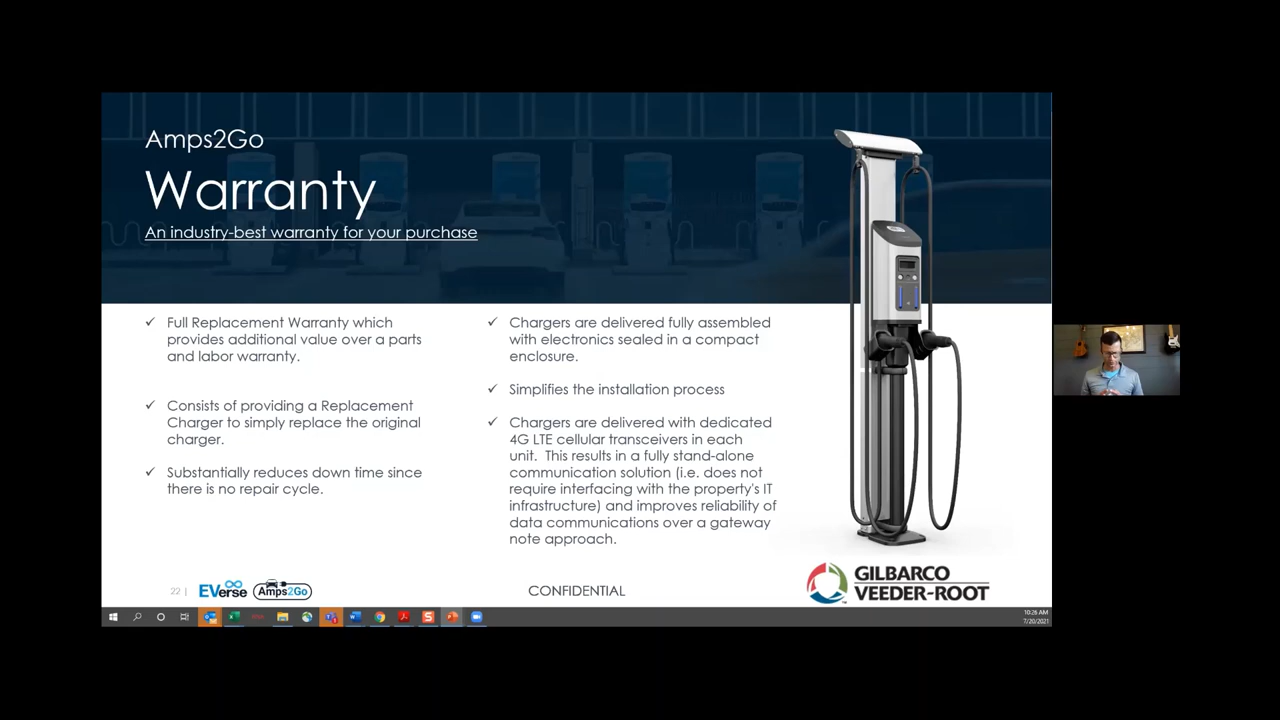 Amps2Go
Warranty
An industry-best warranty for your purchase
Full Replacement Warranty which
provides additional value over a parts
and labor warranty.
Consists of providing a Replacement
Charger to simply replace the original
charger.
Substantially reduces down time since
there is no repair cycle.
Chargers are delivered fully assembled
with electronics sealed in a compact
enclosure.
Simplifies the installation process
Chargers are delivered with dedicated
4G LTE cellular transceivers in each
unit. This results in a fully stand-alone
communication solution (i.e. does not
require interfacing with the property's IT
infrastructure) and improves reliability of
data communications over a gateway
note approach.
22 |
EVerse
Amps2Go
CONFIDENTIAL
GILBARCO
VEEDER-ROOT
10:26 AM
7/20/2021